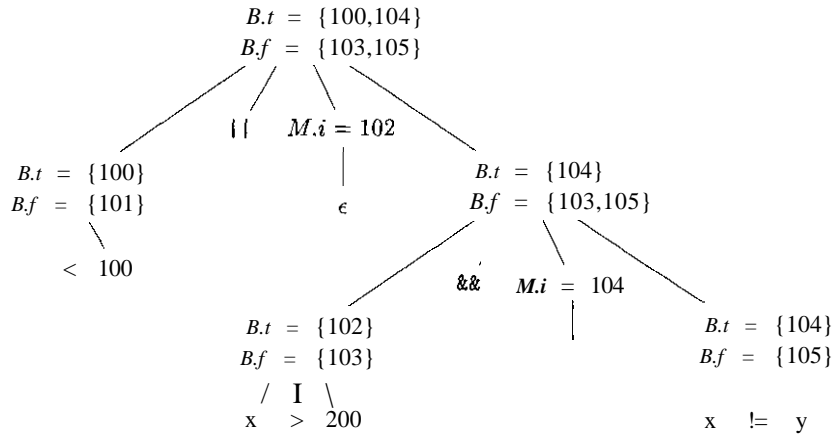 B.t = {100,104}
B.f = {103,105}
|| M.i = 102
B.t = {100}
B.f = {101}
ϵ
B.t = {104}
B.f = {103,105}
< 100
&& M.i = 104
B.t = {102}
B.f = {103}
B.t = {104}
B.f = {105}
x > 200
x != y